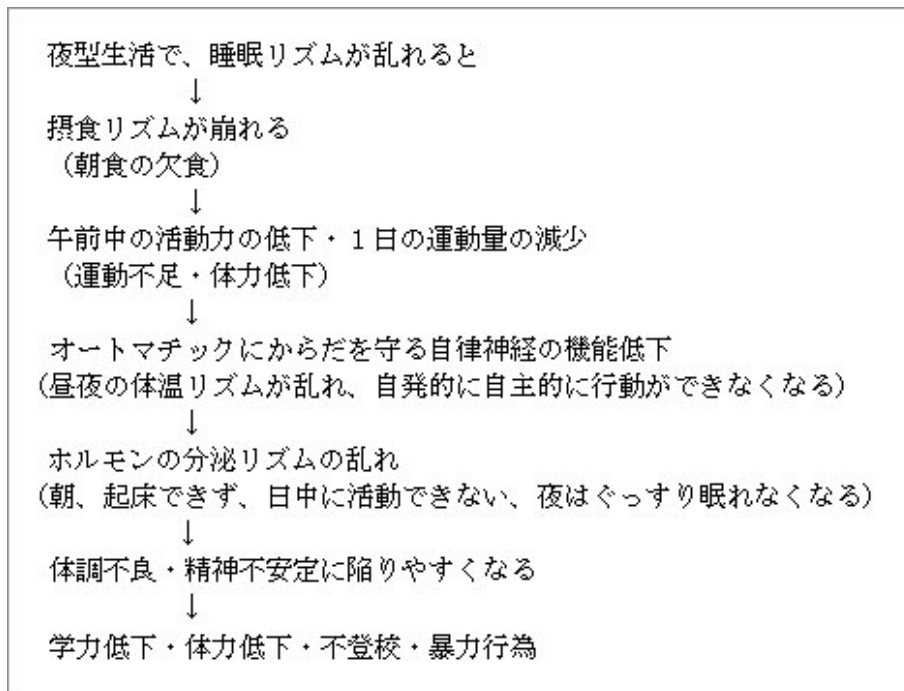 夜型生活で、睡眠リズムが乱れると
↓
摂食リズムが崩れる
（朝食の欠食）
↓
午前中の活動力の低下・１日の運動量の減少
（運動不足・体力低下）
↓
オートマチックにからだを守る自律神経の機能低下
（昼夜の体温リズムが乱れ、自発的に自主的に行動ができなくなる）
↓
ホルモンの分泌リズムの乱れ
（朝、起床できず、日中に活動できない、夜はぐっすり眠れなくなる）
↓
体調不良・精神不安定に陥りやすくなる
↓
学力低下・体力低下・不登校・暴力行為